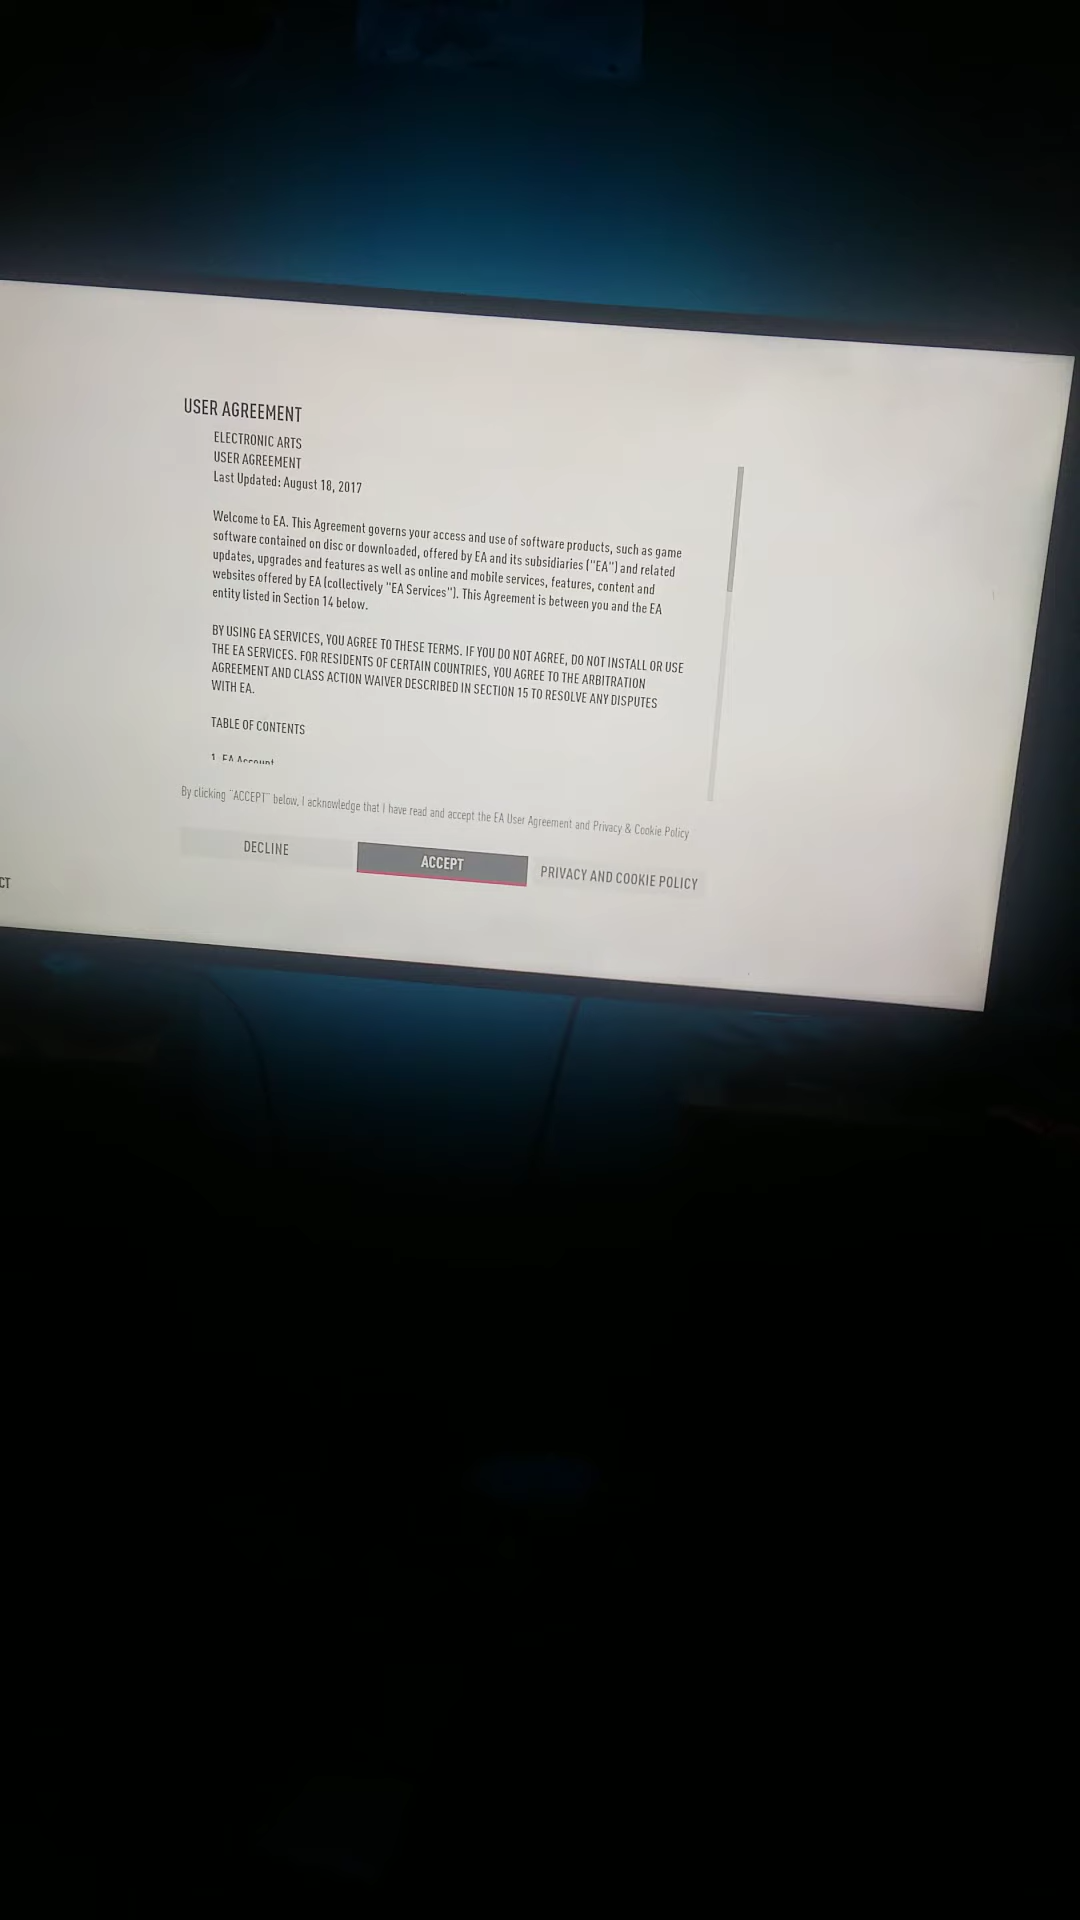 USER AGREEMENT
ELECTRONIC ARTS
USER AGREEMENT
Last Updated: August 18, 2017
Welcome to EA. This Agreement governs your access and use of software products, such as game
software contained on disc or downloaded, offered by EA and its subsidiaries ("EA") and related
updates, upgrades and features as well as online and mobile services, features, content and
websites offered by EA (collectively "EA Services"). This Agreement is between you and the EA
entity listed in Section 14 below.
BY USING EA SERVICES, YOU AGREE TO THESE TERMS. IF YOU DO NOT AGREE, DO NOT INSTALL OR USE
THE EA SERVICES. FOR RESIDENTS OF CERTAIN COUNTRIES, YOU AGREE TO THE ARBITRATION
AGREEMENT AND CLASS ACTION WAIVER DESCRIBED IN SECTION 15 TO RESOLVE ANY DISPUTES
WITH EA.
TABLE OF CONTENTS
1. EA Account
By clicking "ACCEPT" below, I acknowledge that I have read and accept the EA User Agreement and Privacy & Cookie Policy
DECLINE
ACCEPT
PRIVACY AND COOKIE POLICY
CT